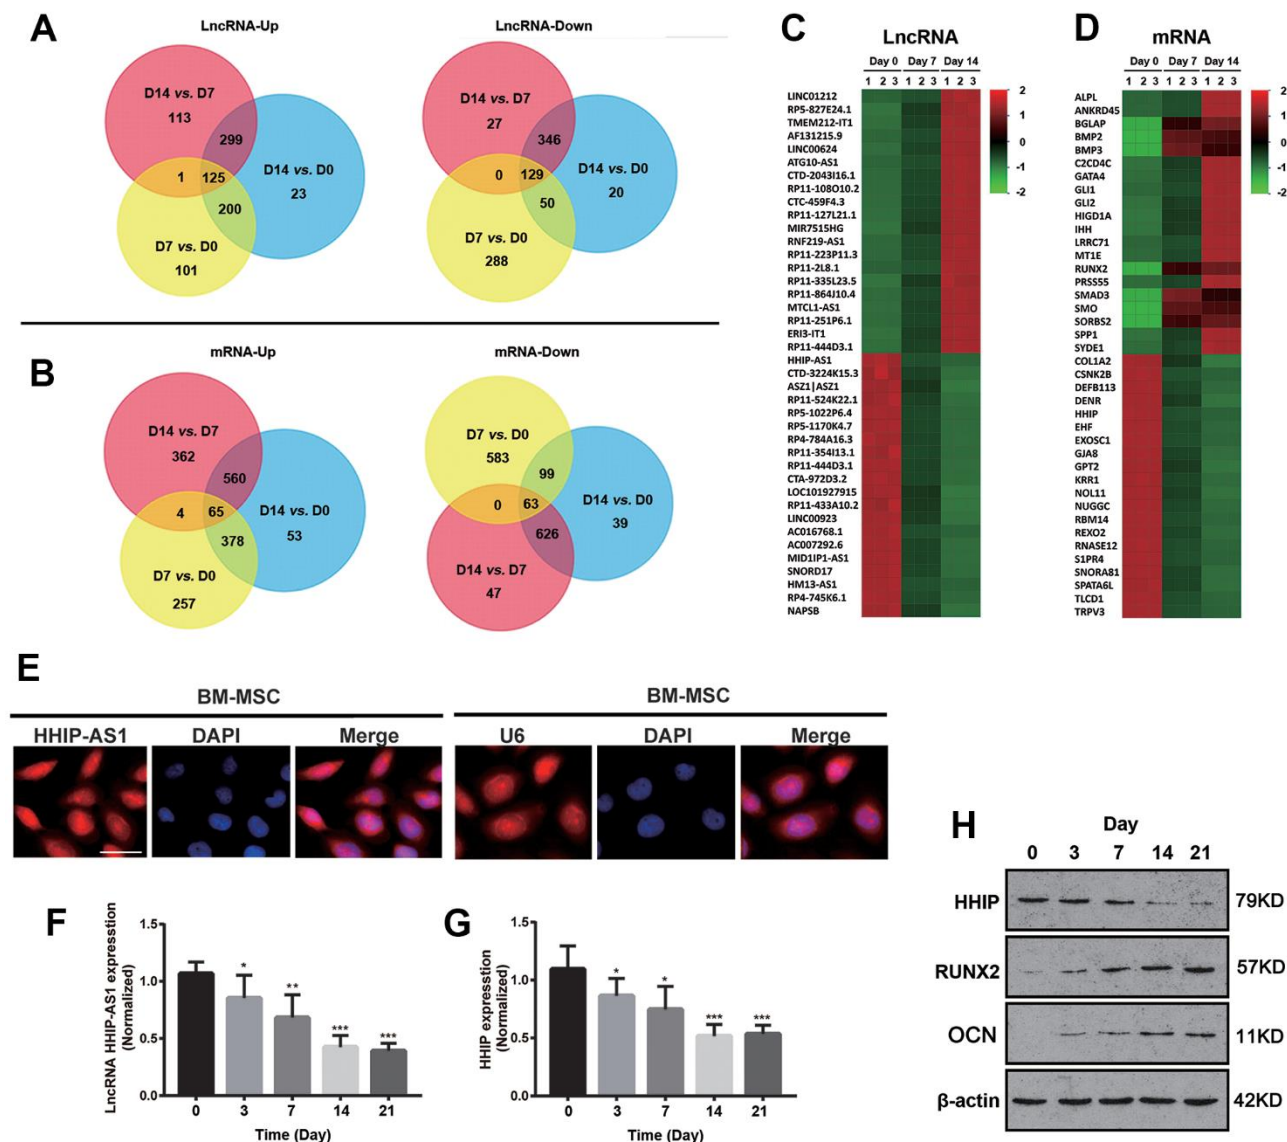 A
LncRNA-Up
D14 vs. D7
113
299
1
125
D14 vs. D0
23
200
D7 vs. D0
101
LncRNA-Down
D14 vs. D7
27
346
0
129
D14 vs. D0
20
50
D7 vs. D0
288
B
mRNA-Up
D14 vs. D7
362
560
4
65
D14 vs. D0
53
378
D7 vs. D0
257
mRNA-Down
D7 vs. D0
583
99
0
63
D14 vs. D0
39
626
D14 vs. D7
47
C
LncRNA
Day 0 Day 7 Day 14
1 2 3 1 2 3 1 2 3
LINC01212
RP5-827E24.1
TMEM212-IT1
AF131215.9
LINC00624
ATG10-AS1
CTD-2043I16.1
RP11-108O10.2
CTC-459F4.3
RP11-127L21.1
MIR7515HG
RNF219-AS1
RP11-223P11.3
RP11-2L8.1
RP11-335L23.5
RP11-864J10.4
MTCL1-AS1
RP11-251P6.1
ERI3-IT1
RP11-444D3.1
HHIP-AS1
CTD-3224K15.3
ASZ1|ASZ1
RP11-524K22.1
RP5-1022P6.4
RP5-1170K4.7
RP4-784A16.3
RP11-354I13.1
RP11-444D3.1
CTA-972D3.2
LOC101927915
RP11-433A10.2
LINC00923
AC016768.1
AC007292.6
MID1IP1-AS1
SNORD17
HM13-AS1
RP4-745K6.1
NAPSB
2
1
0
-1
-2
D
mRNA
Day 0 Day 7 Day 14
1 2 3 1 2 3 1 2 3
ALPL
ANKRD45
BGLAP
BMP2
BMP3
C2CD4C
GATA4
GLI1
GLI2
HIGD1A
IHH
LRRC71
MT1E
RUNX2
PRSS55
SMAD3
SMO
SORBS2
SPP1
SYDE1
COL1A2
CSNK2B
DEFB113
DENR
HHIP
EHF
EXOSC1
GJA8
GPT2
KRR1
NOL11
NUGGC
RBM14
REXO2
RNASE12
S1PR4
SNORA81
SPATA6L
TLCD1
TRPV3
2
1
0
-1
-2
E
BM-MSC
HHIP-AS1 DAPI Merge
BM-MSC
U6 DAPI Merge
F
LncRNA HHIP-AS1 expresstion
(Normalized)
1.5
1.0
0.5
0.0
*
**
***
***
0 3 7 14 21
Time (Day)
G
HHIP expresstion
(Normalized)
1.5
1.0
0.5
0.0
*
*
***
***
0 3 7 14 21
Time (Day)
H
Day
0 3 7 14 21
HHIP 79KD
RUNX2 57KD
OCN 11KD
β-actin 42KD